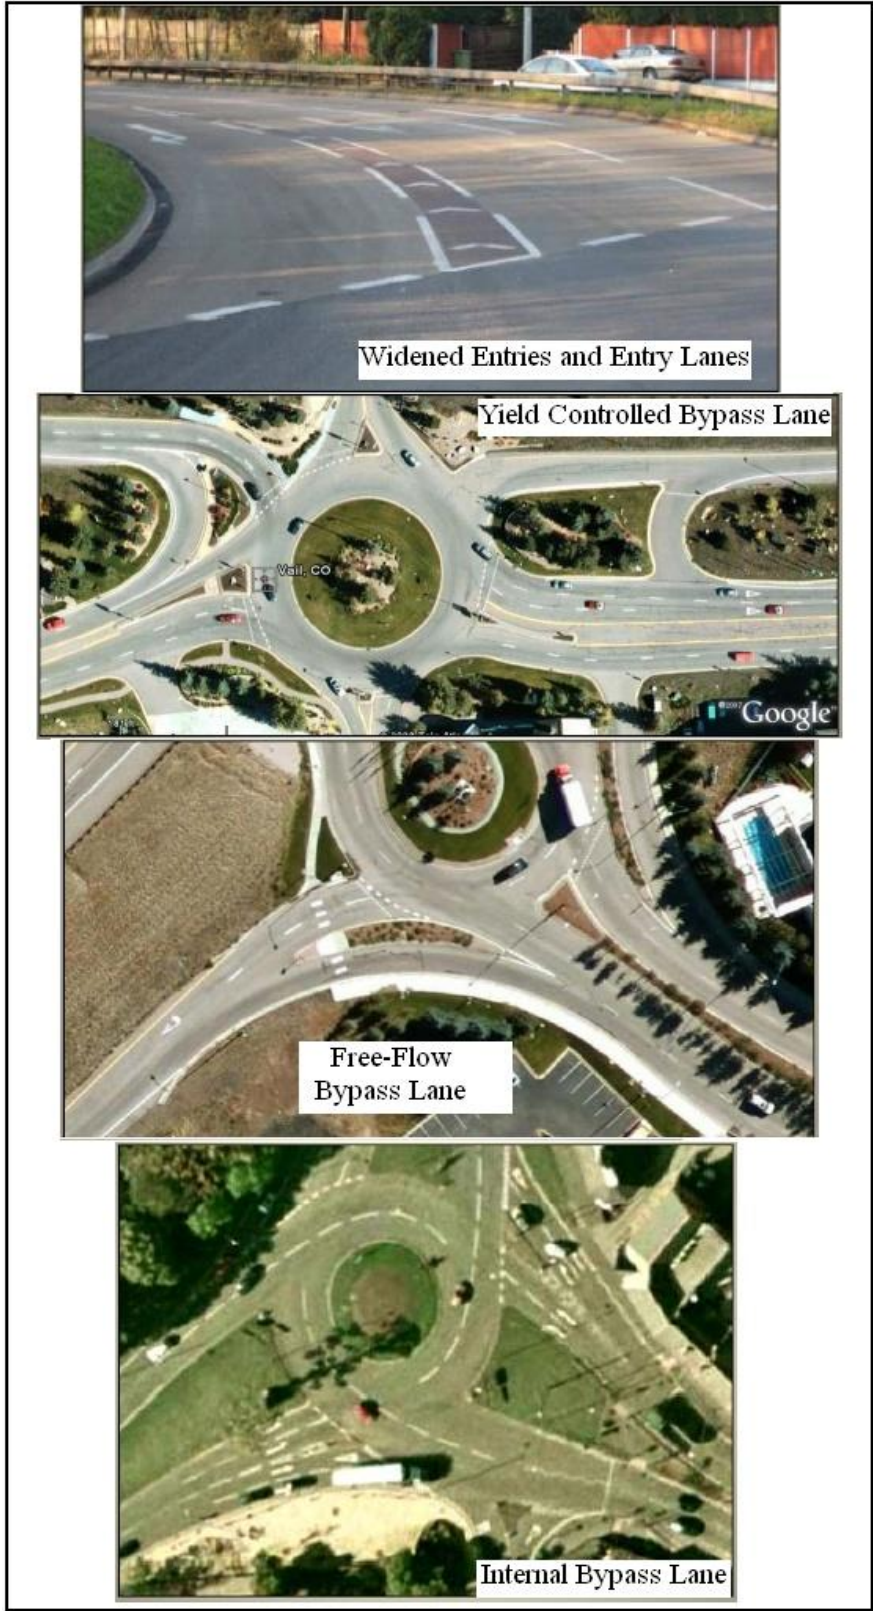 Widened Entries and Entry Lanes
Yield Controlled Bypass Lane
Vail, CO
Google
Free-Flow
Bypass Lane
Internal Bypass Lane